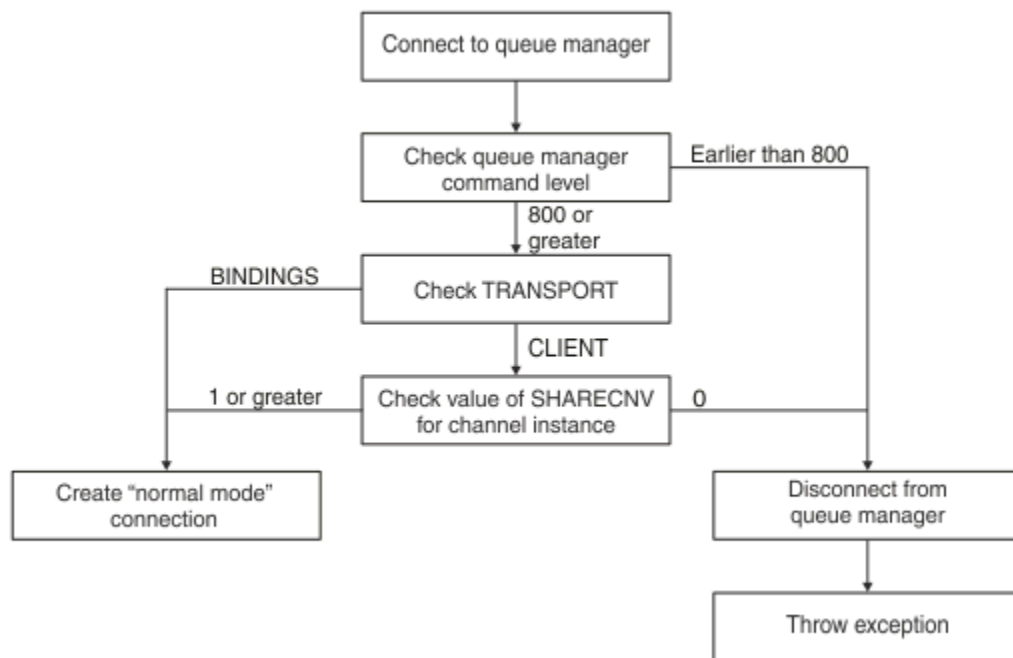 Connect to queue manager
Check queue manager
command level
Earlier than 800
800 or
greater
BINDINGS
Check TRANSPORT
CLIENT
1 or greater
Check value of SHARECNV
for channel instance
0
Create “normal mode”
connection
Disconnect from
queue manager
Throw exception